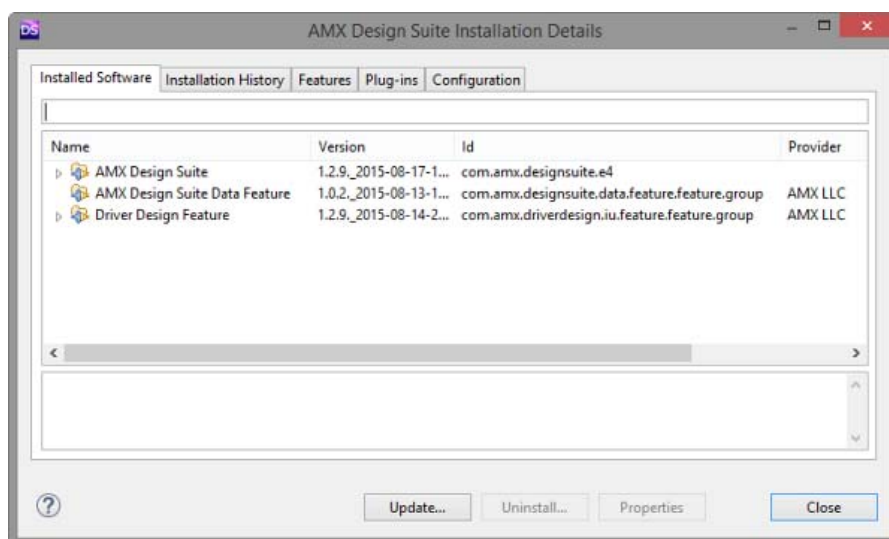 DS
AMX Design Suite Installation Details
Installed Software Installation History Features Plug-ins Configuration
Name Version Id Provider
AMX Design Suite 1.2.9._2015-08-17-1... com.amx.designsuite.e4
AMX Design Suite Data Feature 1.0.2._2015-08-13-1... com.amx.designsuite.data.feature.feature.group AMX LLC
Driver Design Feature 1.2.9._2015-08-14-2... com.amx.driverdesign.iu.feature.feature.group AMX LLC
Update... Uninstall... Properties Close